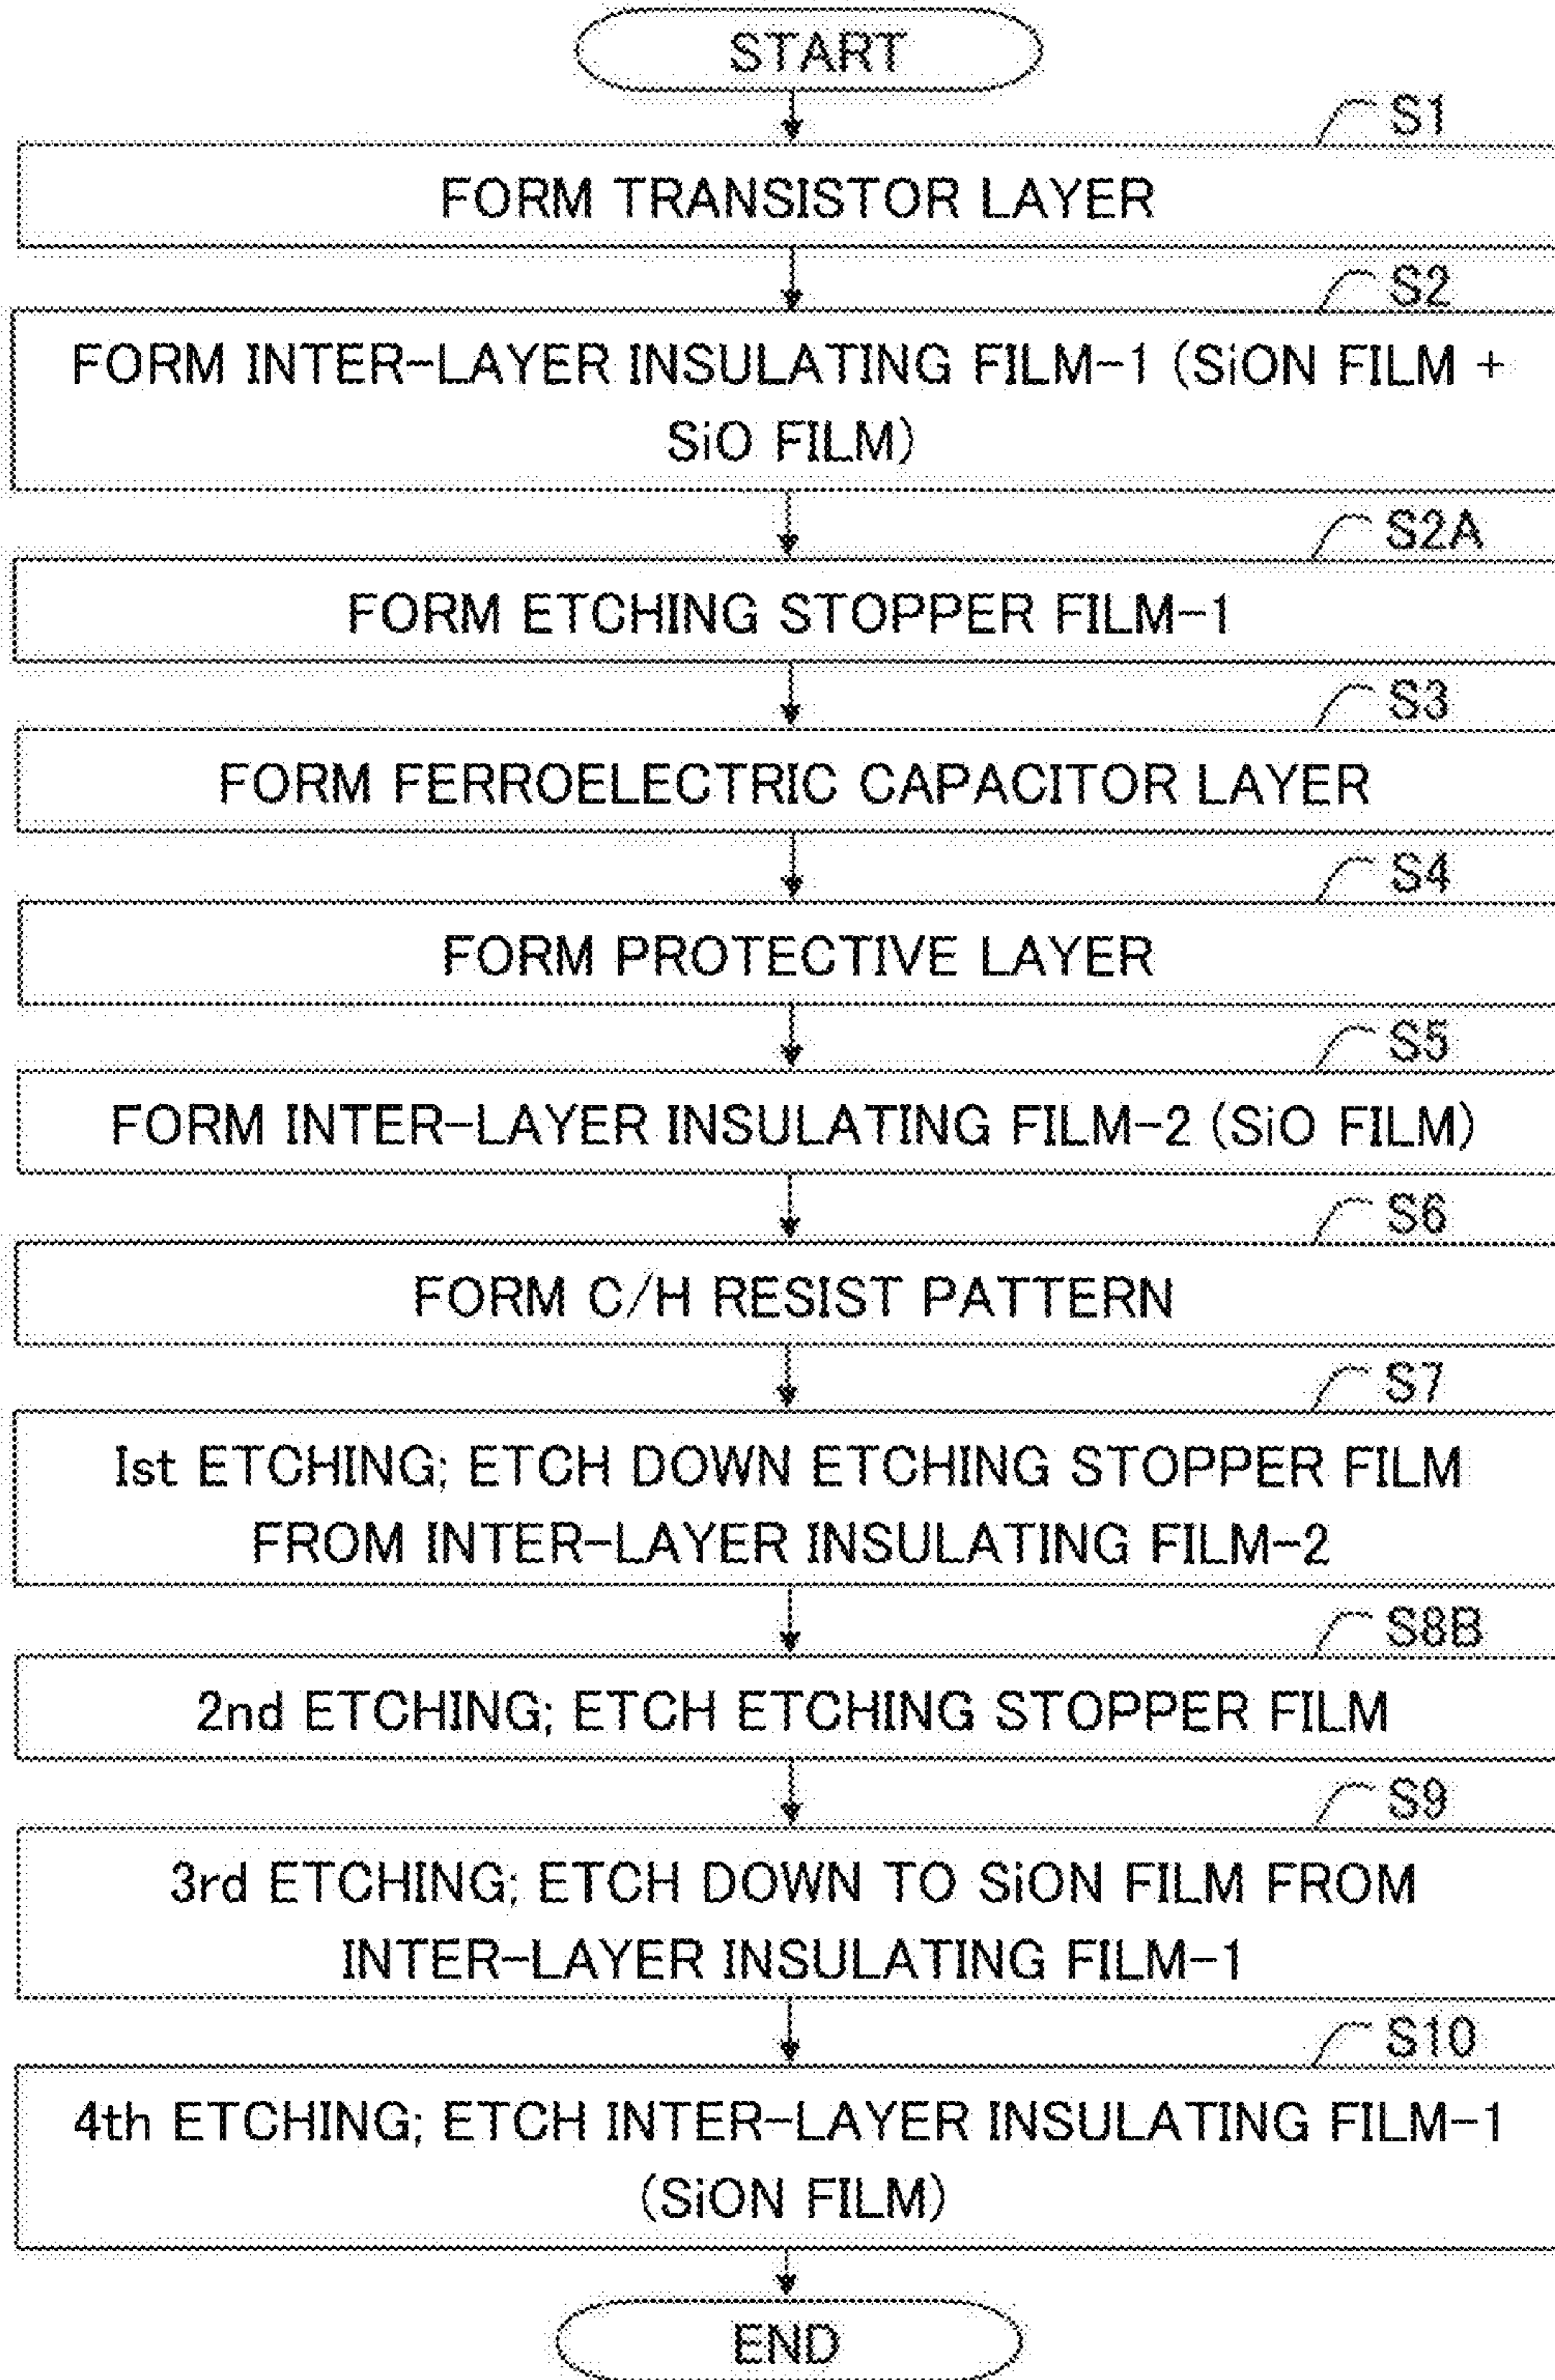 START
S1
FORM TRANSISTOR LAYER
S2
FORM INTER-LAYER INSULATING FILM-1 (SiON FILM +
SiO FILM)
S2A
FORM ETCHING STOPPER FILM-1
S3
FORM FERROELECTRIC CAPACITOR LAYER
S4
FORM PROTECTIVE LAYER
S5
FORM INTER-LAYER INSULATING FILM-2 (SiO FILM)
S6
FORM C/H RESIST PATTERN
S7
Ist ETCHING; ETCH DOWN ETCHING STOPPER FILM
FROM INTER-LAYER INSULATING FILM-2
S8B
2nd ETCHING; ETCH ETCHING STOPPER FILM
S9
3rd ETCHING; ETCH DOWN TO SiON FILM FROM
INTER-LAYER INSULATING FILM-1
S10
4th ETCHING; ETCH INTER-LAYER INSULATING FILM-1
(SiON FILM)
END